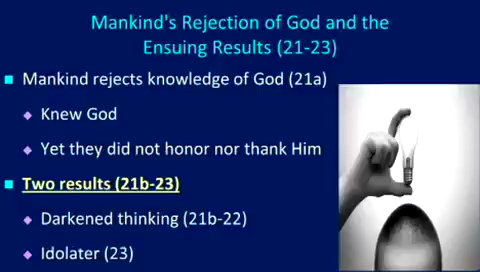 Mankind's Rejection of God and the
Ensuing Results (21-23)
Mankind rejects knowledge of God (21a)
Knew God
Yet they did not honor nor thank Him
Two results (21b-23)
Darkened thinking (21b-22)
Idolater (23)